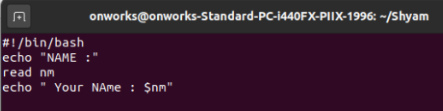 onworks@onworks-Standard-PC-i440FX-PIIX-1996: ~/Shyam
#!/bin/bash
echo "NAME :"
read nm
echo " Your NAme : $nm"